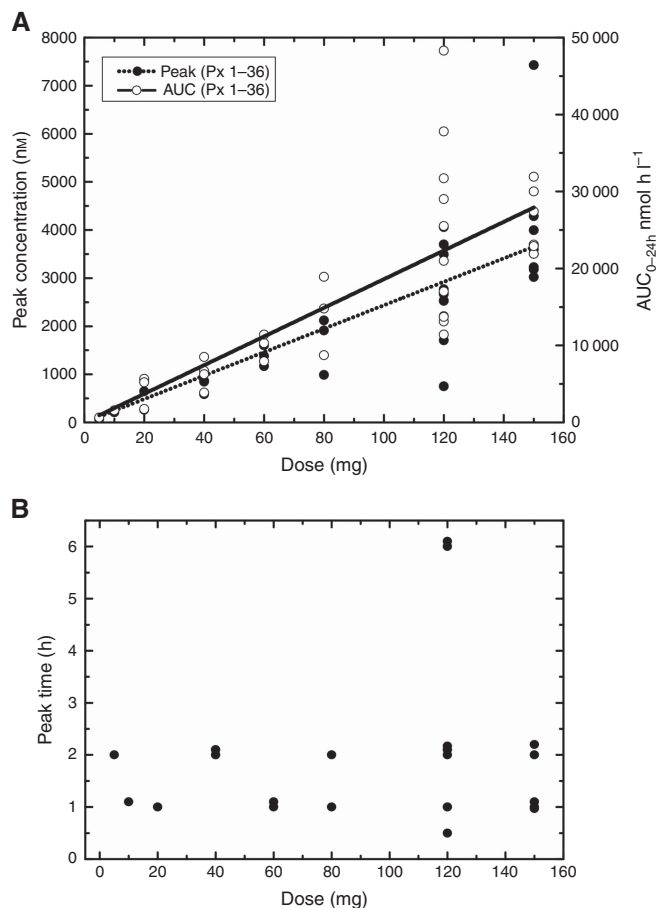 A
8000
7000
6000
5000
4000
3000
2000
1000
0
Peak concentration (nM)
Peak (Px 1–36)
AUC (Px 1–36)
50 000
40 000
30 000
20 000
10 000
0
AUC0–24h nmol h l–1
0 20 40 60 80 100 120 140 160
Dose (mg)
B
6
5
4
3
2
1
0
Peak time (h)
0 20 40 60 80 100 120 140 160
Dose (mg)